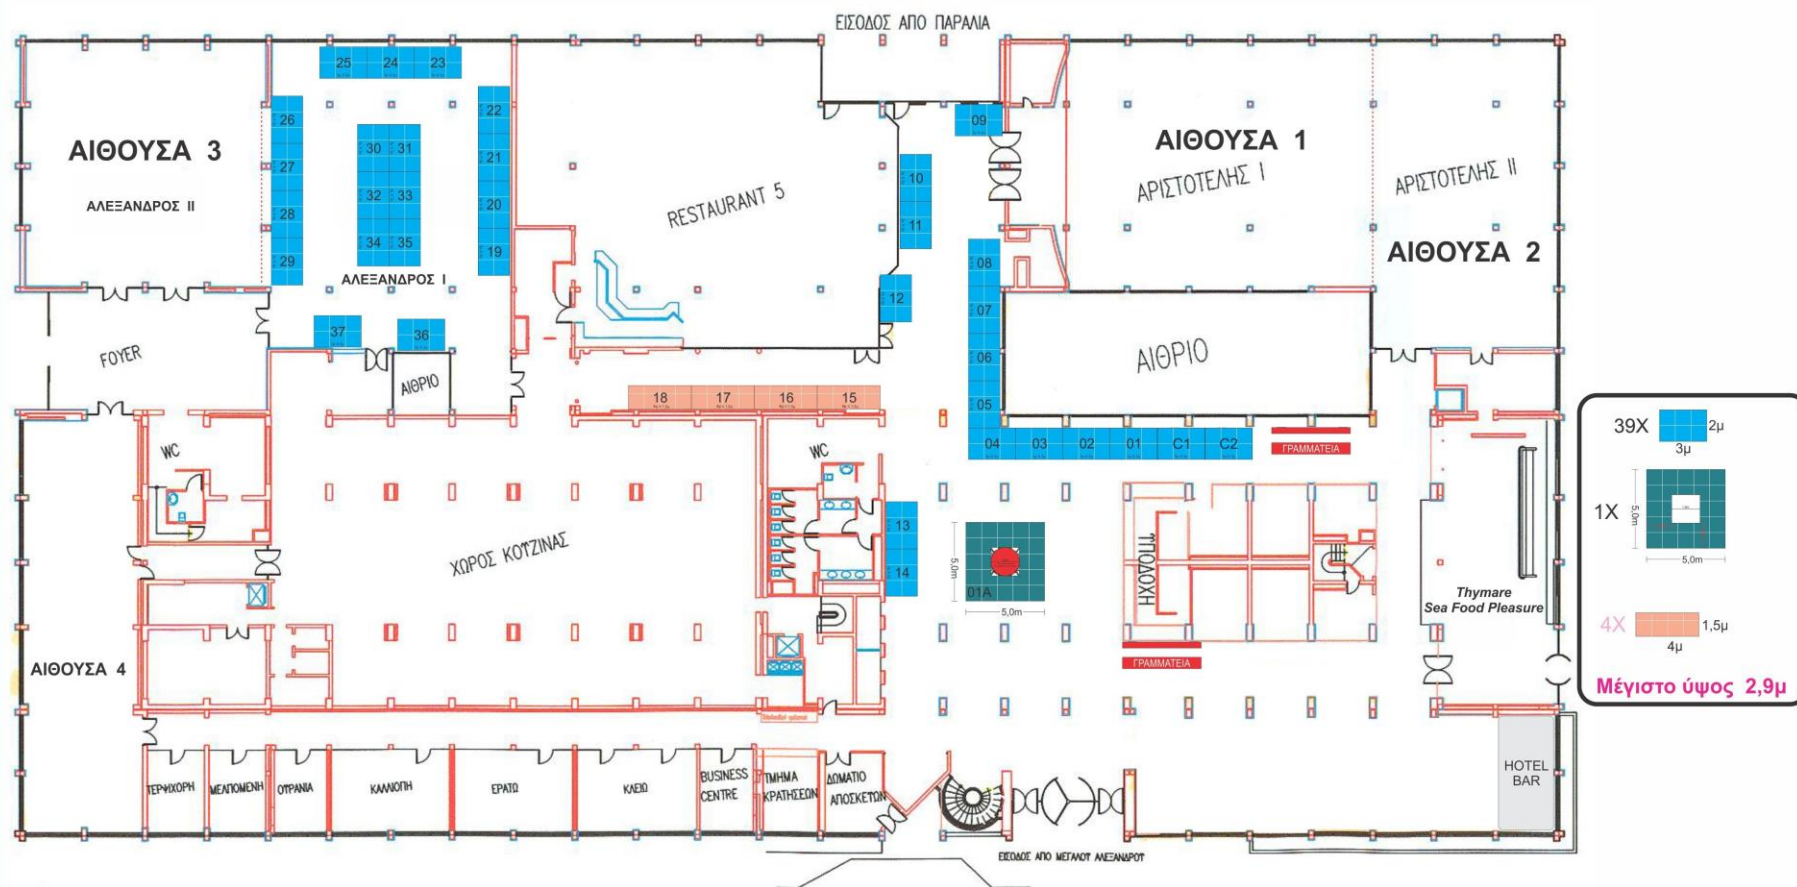 ΕΙΣΟΔΟΣ ΑΠΟ ΠΑΡΑΛΙΑ
25 24 23
26
27
28
29
22
21
20
19
30 31
32 33
34 35
ΑΙΘΟΥΣΑ 3
ΑΛΕΞΑΝΔΡΟΣ ΙΙ
ΑΛΕΞΑΝΔΡΟΣ Ι
37
36
FOYER
ΑΙΘΡΙΟ
RESTAURANT 5
09
10
11
12
08
07
06
05
04 03 02 01 C1 C2
ΑΙΘΟΥΣΑ 1
ΑΡΙΣΤΟΤΕΛΗΣ Ι
ΑΡΙΣΤΟΤΕΛΗΣ ΙΙ
ΑΙΘΟΥΣΑ 2
ΑΙΘΡΙΟ
18 17 16 15
ΓΡΑΜΜΑΤΕΙΑ
WC
WC
ΧΩΡΟΣ ΚΟΥΖΙΝΑΣ
13
14
5,0m
01A
5,0m
ΥΠΟΔΟΧΗ
ΓΡΑΜΜΑΤΕΙΑ
Thymare
Sea Food Pleasure
ΑΙΘΟΥΣΑ 4
ΤΕΡΨΙΧΟΡΗ
ΜΕΛΠΟΜΕΝΗ
ΟΥΡΑΝΙΑ
ΚΑΛΛΙΟΠΗ
ΕΡΑΤΩ
ΚΛΕΙΩ
BUSINESS
CENTRE
ΤΜΗΜΑ
ΚΡΑΤΗΣΕΩΝ
ΔΩΜΑΤΙΟ
ΑΠΟΣΚΕΥΩΝ
HOTEL
BAR
ΕΙΣΟΔΟΣ ΑΠΟ ΜΕΓΑΛΟΥ ΑΛΕΞΑΝΔΡΟΥ
39X
2μ
3μ
1X
5,0m
5,0m
4X
1,5μ
4μ
Μέγιστο ύψος 2,9μ